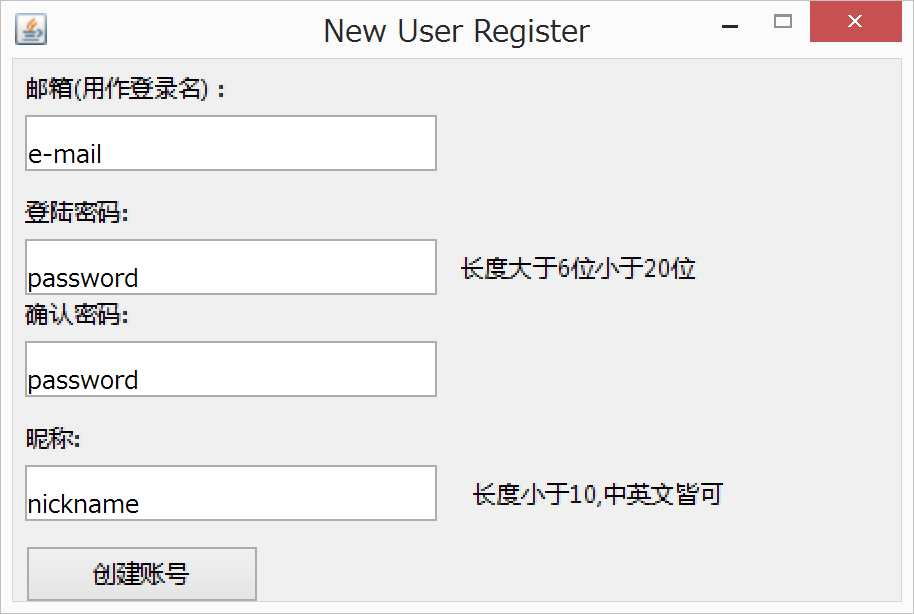 New User Register
邮箱(用作登录名)：
e-mail
登陆密码:
password
长度大于6位小于20位
确认密码:
password
昵称:
nickname
长度小于10,中英文皆可
创建账号